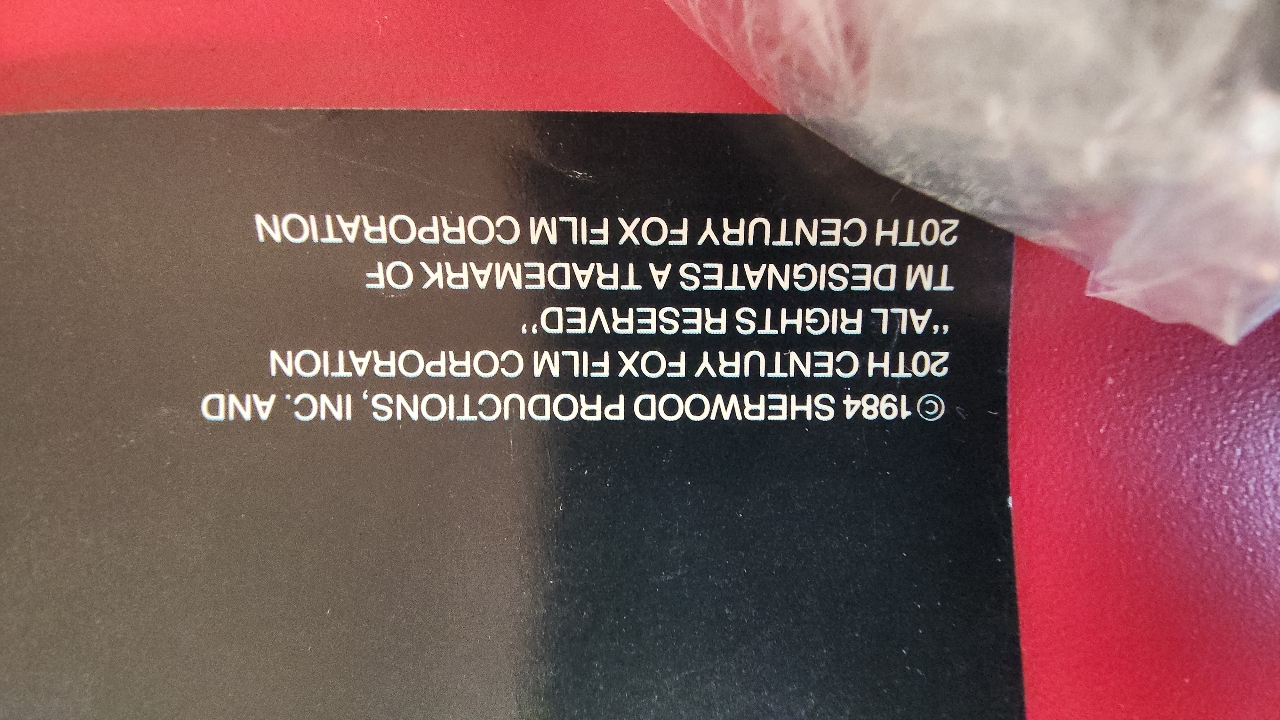 ©1984 SHERWOOD PRODUCTIONS, INC. AND
20TH CENTURY FOX FILM CORPORATION
"ALL RIGHTS RESERVED"
TM DESIGNATES A TRADEMARK OF
20TH CENTURY FOX FILM CORPORATION